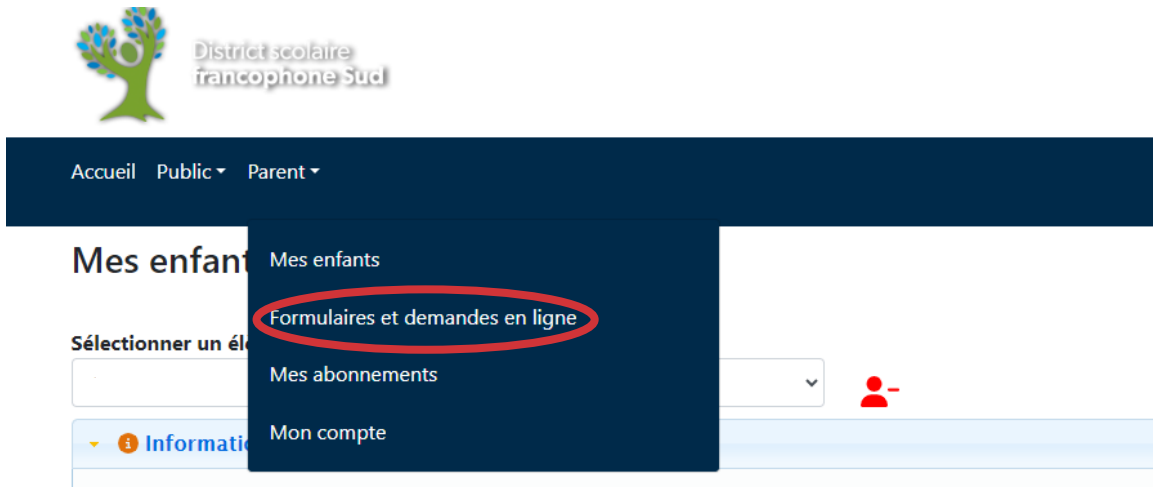 District scolaire
francophone Sud
Accueil Public Parent
Mes enfant
Mes enfants
Formulaires et demandes en ligne
Sélectionner un él
Mes abonnements
Mon compte
Informatio